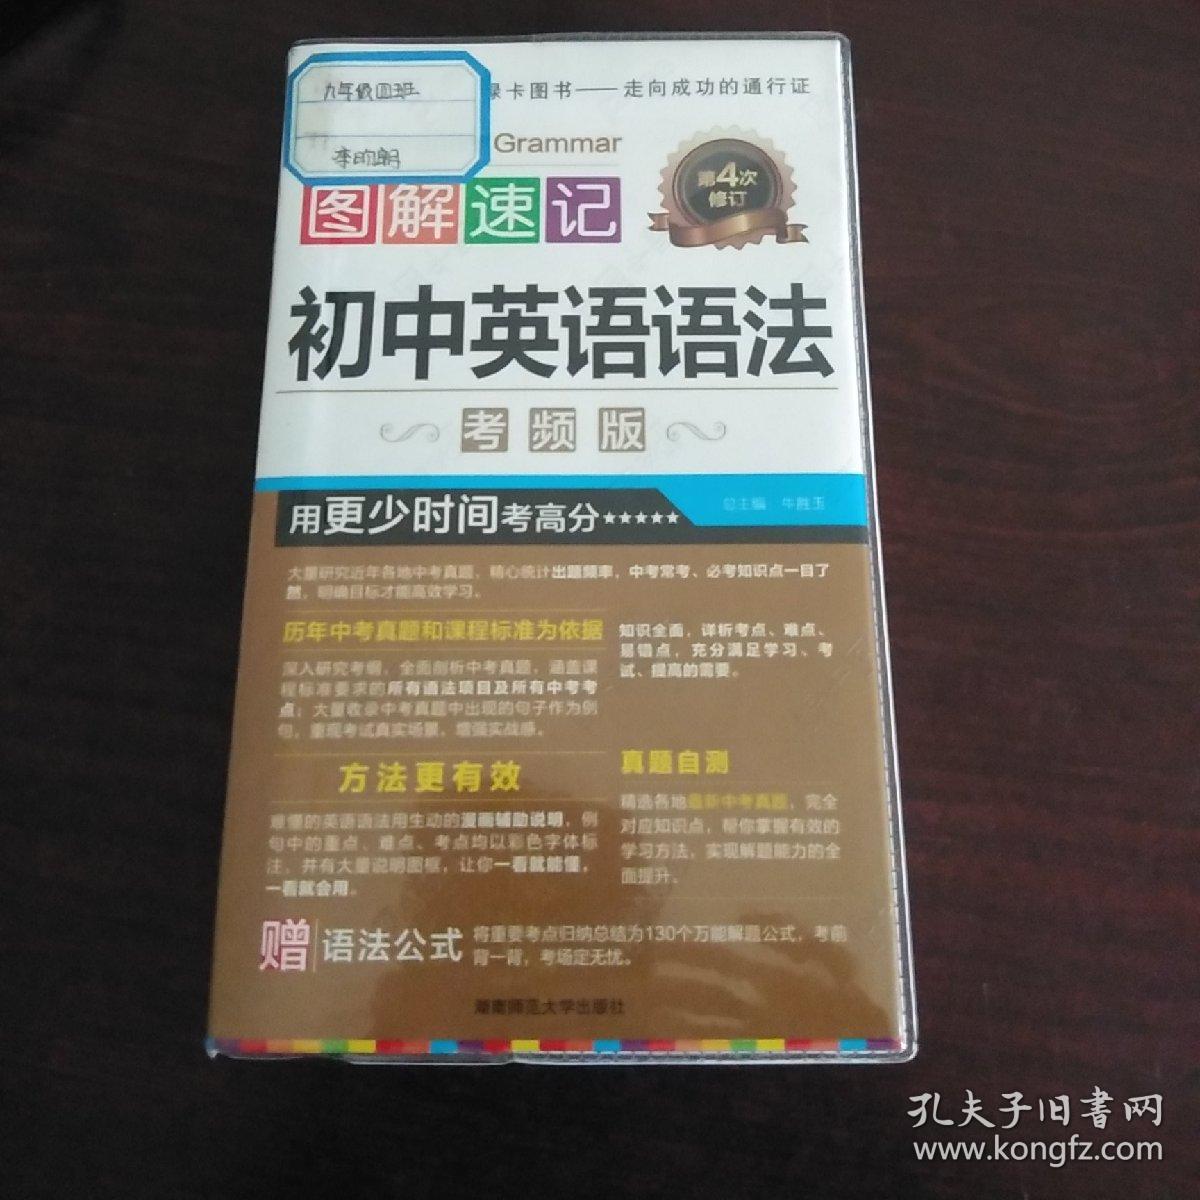 九年级四班
绿卡图书——走向成功的通行证
Grammar
第4次
修订
图解速记
初中英语语法
考频版
总主编 牛胜玉
用更少时间考高分★★★★★
大量研究近年各地中考真题，精心统计出题频率，中考常考、必考知识点一目了
然，明确目标才能高效学习。
历年中考真题和课程标准为依据
深入研究考纲，全面剖析中考真题，涵盖课
程标准要求的所有语法项目及所有中考考
点；大量收录中考真题中出现的句子作为例
句，重现考试真实场景，增强实战感。
知识全面，详析考点、难点、
易错点，充分满足学习、考
试、提高的需要。
方法更有效
难懂的英语语法用生动的漫画辅助说明，例
句中的重点、难点、考点均以彩色字体标
注，并有大量说明图框，让你一看就能懂，
一看就会用。
真题自测
精选各地最新中考真题，完全
对应知识点，帮你掌握有效的
学习方法，实现解题能力的全
面提升。
赠 语法公式
将重要考点归纳总结为130个万能解题公式，考前
背一背，考场定无忧。
湖南师范大学出版社
孔夫子旧书网
www.kongfz.com